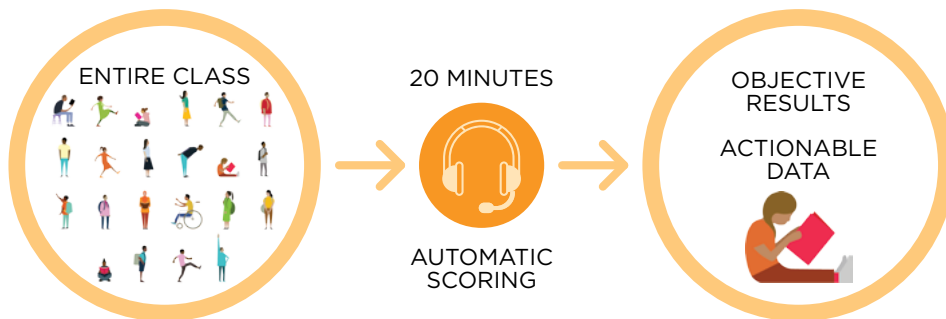 ENTIRE CLASS
20 MINUTES
AUTOMATIC
SCORING
OBJECTIVE
RESULTS
ACTIONABLE
DATA